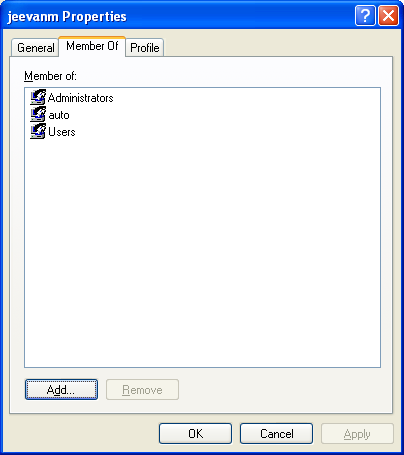 jeevanm Properties
General Member Of Profile
Member of:
Administrators
auto
Users
Add... Remove
OK Cancel Apply